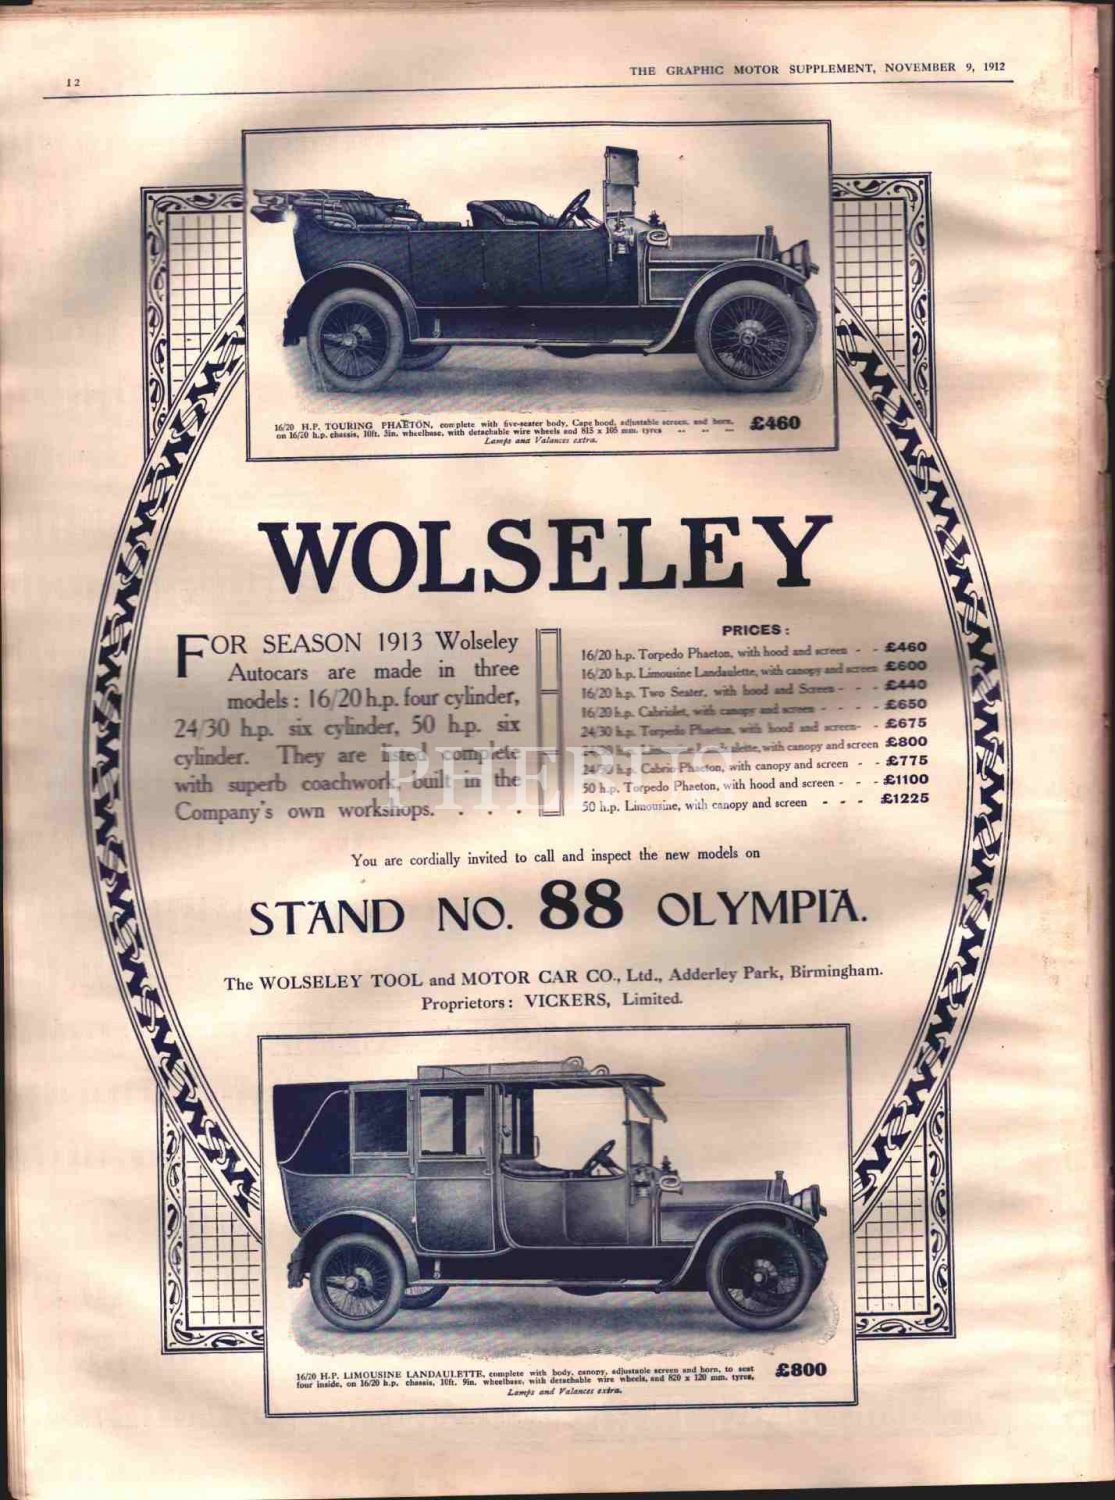 12
THE GRAPHIC MOTOR SUPPLEMENT, NOVEMBER 9, 1912
16/20 H.P. TOURING PHAETON, complete with five-seater body, Cape hood, adjustable screen, and horn,
on 16/20 h.p. chassis, 10ft. 3in. wheelbase, with detachable wire wheels and 815 x 105 mm. tyres .. .. .. £460
Lamps and Valances extra.
WOLSELEY
FOR SEASON 1913 Wolseley
Autocars are made in three
models : 16/20 h.p. four cylinder,
24/30 h.p. six cylinder, 50 h.p. six
cylinder. They are listed complete
with superb coachwork, built in the
Company's own workshops. . . .
PRICES :
16/20 h.p. Torpedo Phaeton, with hood and screen - - £460
16/20 h.p. Limousine Landaulette, with canopy and screen £600
16/20 h.p. Two Seater, with hood and Screen - - - £440
16/20 h.p. Cabriolet, with canopy and screen - - - - £650
24/30 h.p. Torpedo Phaeton, with hood and screen- - £675
h.p. Limousine with canopy and screen £800
24/30 h.p. Cabrio Phaeton, with canopy and screen - - £775
50 h.p. Torpedo Phaeton, with hood and screen - - - £1100
50 h.p. Limousine, with canopy and screen - - - £1225
PHEBUS
You are cordially invited to call and inspect the new models on
STAND NO. 88 OLYMPIA.
The WOLSELEY TOOL and MOTOR CAR CO., Ltd., Adderley Park, Birmingham.
Proprietors : VICKERS, Limited.
16/20 H.P. LIMOUSINE LANDAULETTE, complete with body, canopy, adjustable screen and horn, to seat
four inside, on 16/20 h.p. chassis, 10ft. 9in. wheelbase, with detachable wire wheels, and 820 x 120 mm. tyres, £800
Lamps and Valances extra.